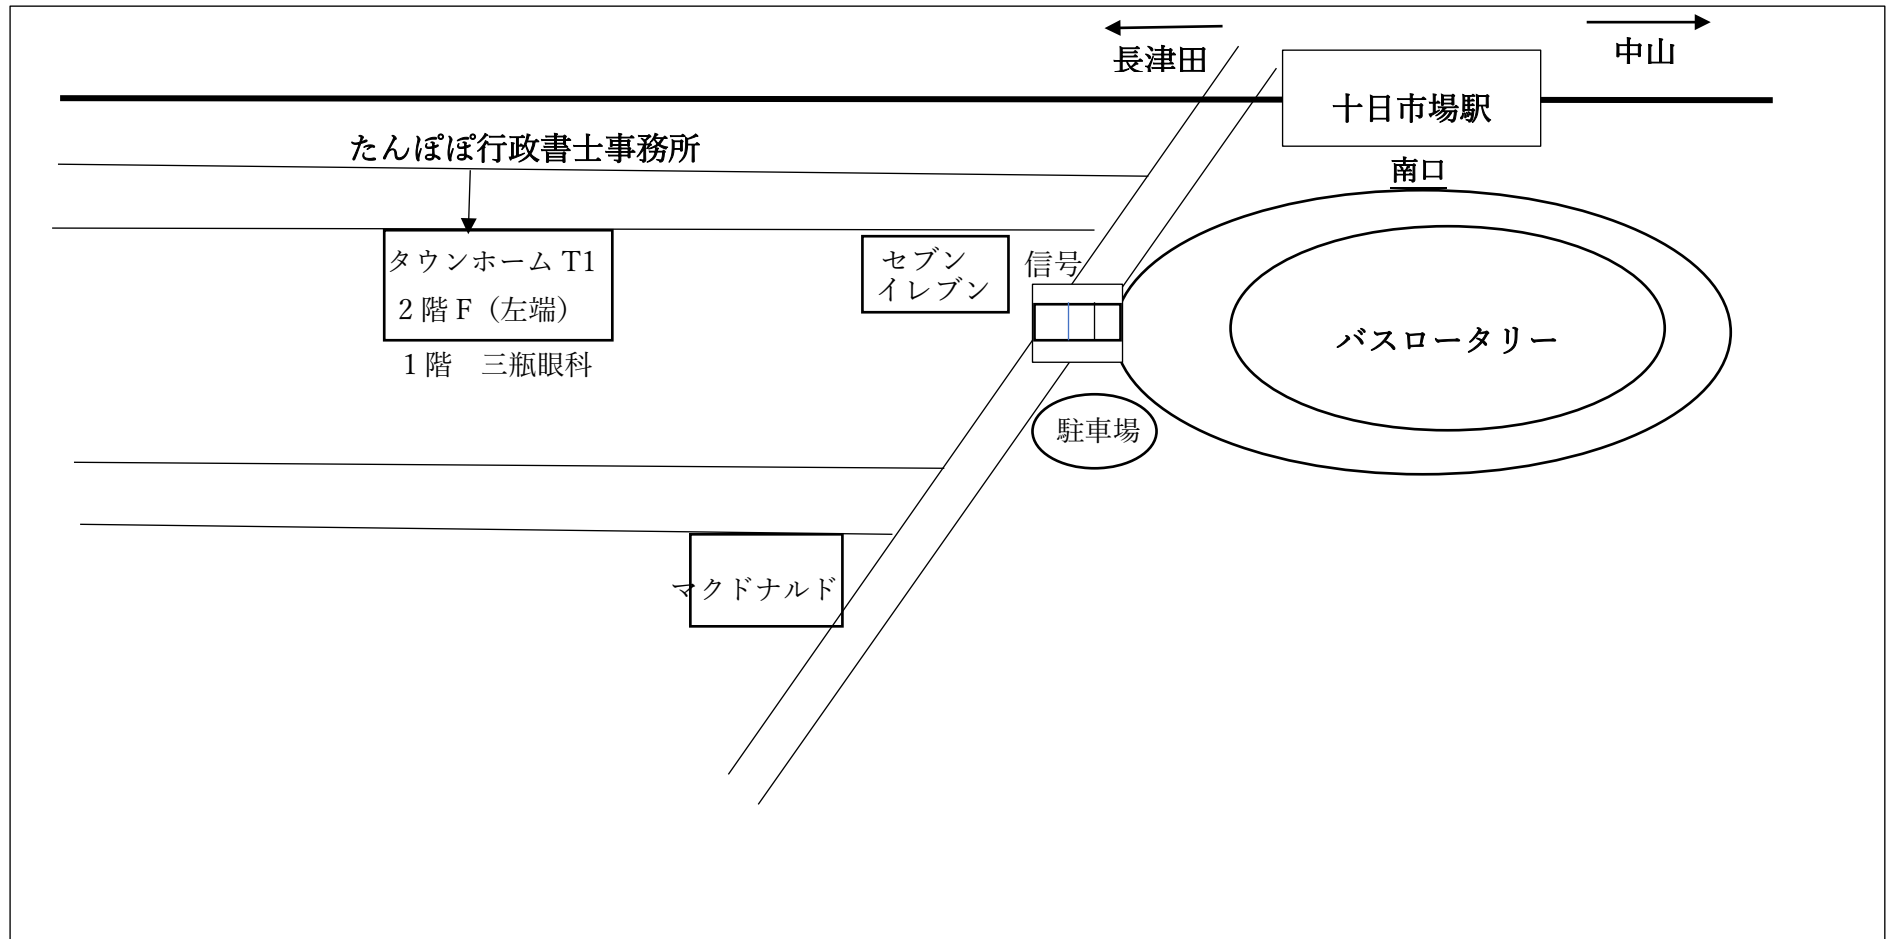 長津田
中山
十日市場駅
たんぽぽ行政書士事務所
南口
タウンホーム T1
２階 F（左端）
１階　三瓶眼科
セブン
イレブン
信号
バスロータリー
駐車場
マクドナルド